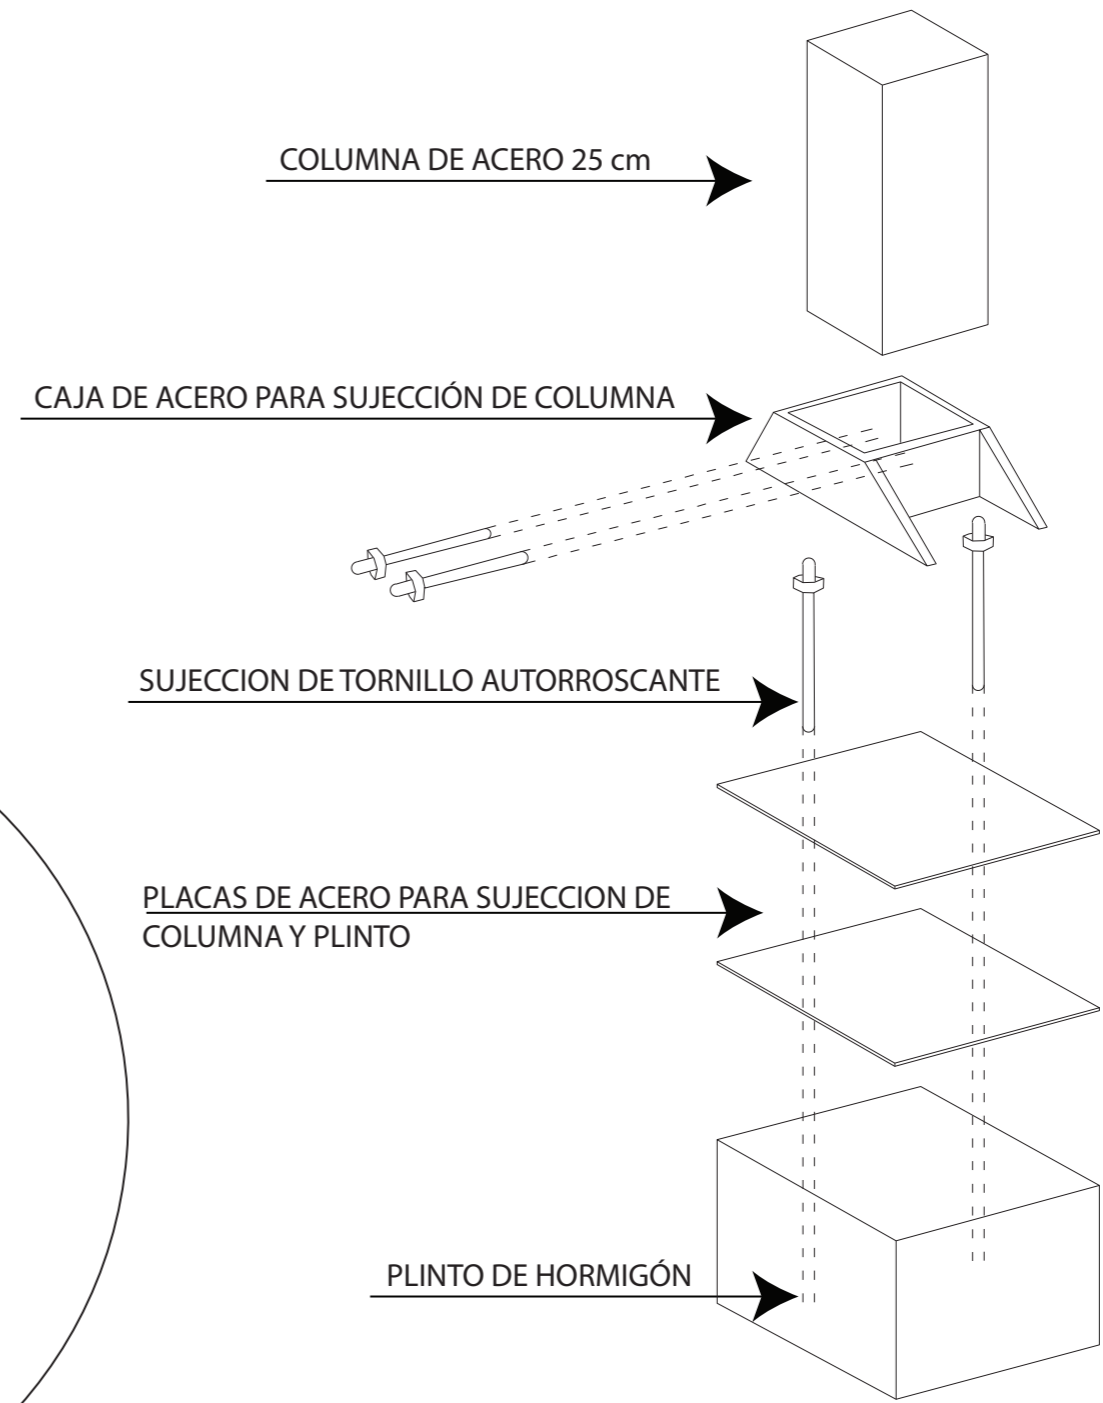 COLUMNA DE ACERO 25 cm
CAJA DE ACERO PARA SUJECCIÓN DE COLUMNA
SUJECCION DE TORNILLO AUTORROSCANTE
PLACAS DE ACERO PARA SUJECCION DE
COLUMNA Y PLINTO
PLINTO DE HORMIGÓN